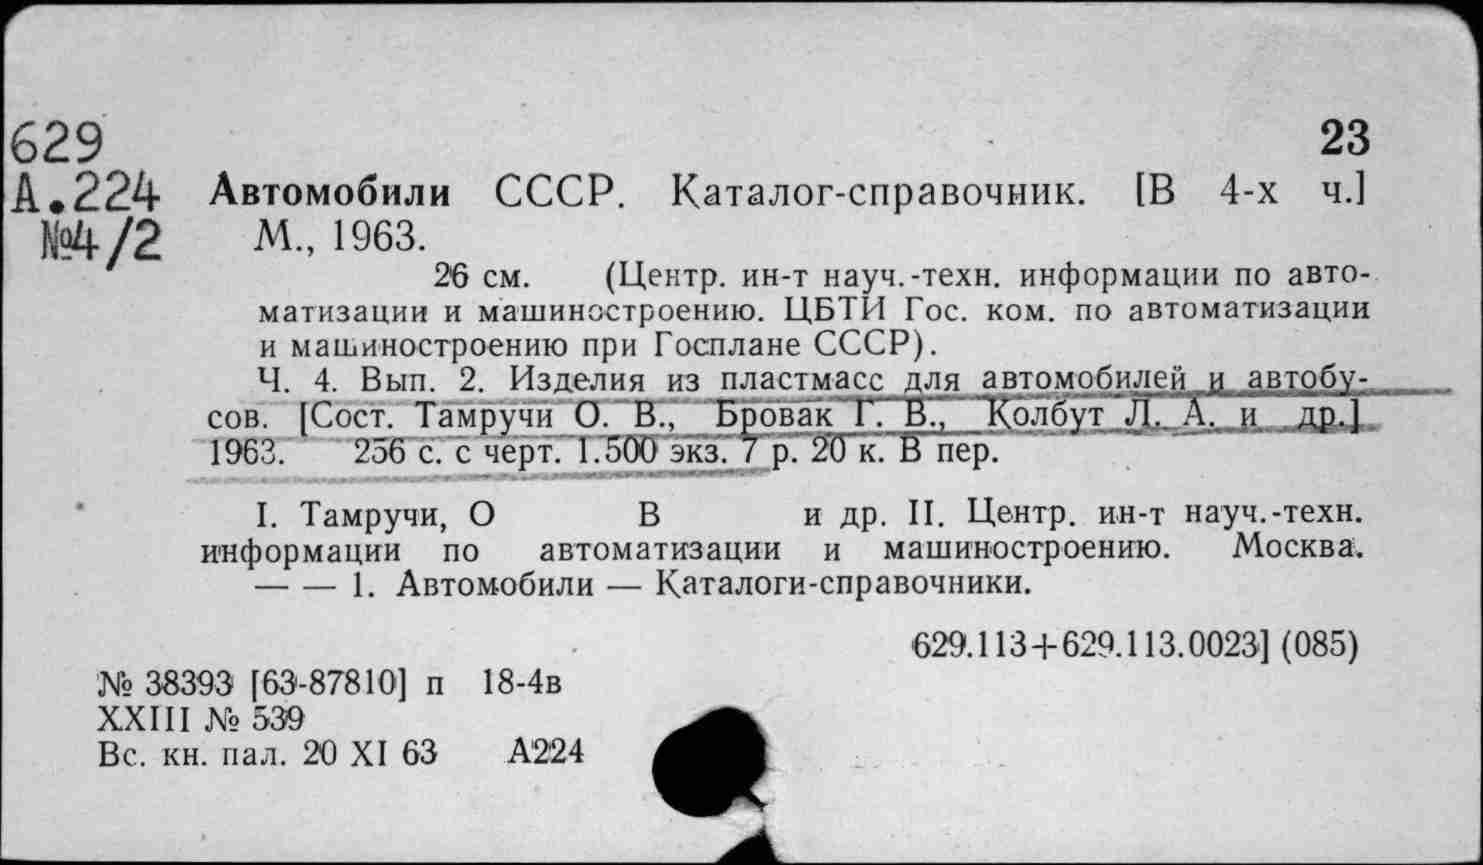 629
23
А.224 Автомобили СССР. Каталог-справочник. [В 4-х ч.]
№4/2 М., 1963.
26 см. (Центр. ин-т науч.-техн. информации по авто-
матизации и машиностроению. ЦБТИ Гос. ком. по автоматизации
и машиностроению при Госплане СССР).
Ч. 4. Вып. 2. Изделия из пластмасс для автомобилей и автобу-
сов. [Сост. Тамручи О. В., Бровак Г. В., Колбут Л. А. и др.]
1963. 256 с. с черт. 1.500 экз. 7 р. 20 к. В пер.
I. Тамручи, О В и др. II. Центр. ин-т науч.-техн.
информации по автоматизации и машиностроению. Москва.
— — 1. Автомобили — Каталоги-справочники.
629.113+629.113.0023] (085)
№ 38393 [63-87810] п 18-4в
XXIII № 539
Вс. кн. пал. 20 XI 63 А224